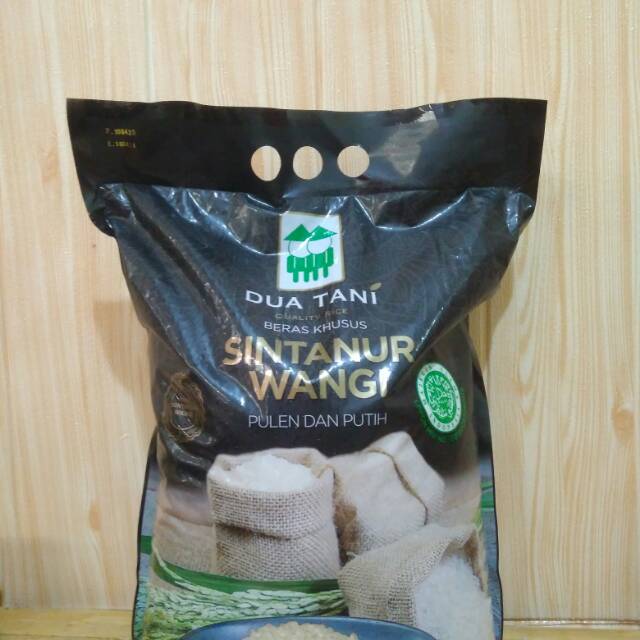 DUA TANI
QUALITY RICE
BERAS KHUSUS
SINTANUR
WANGI
PULEN DAN PUTIH